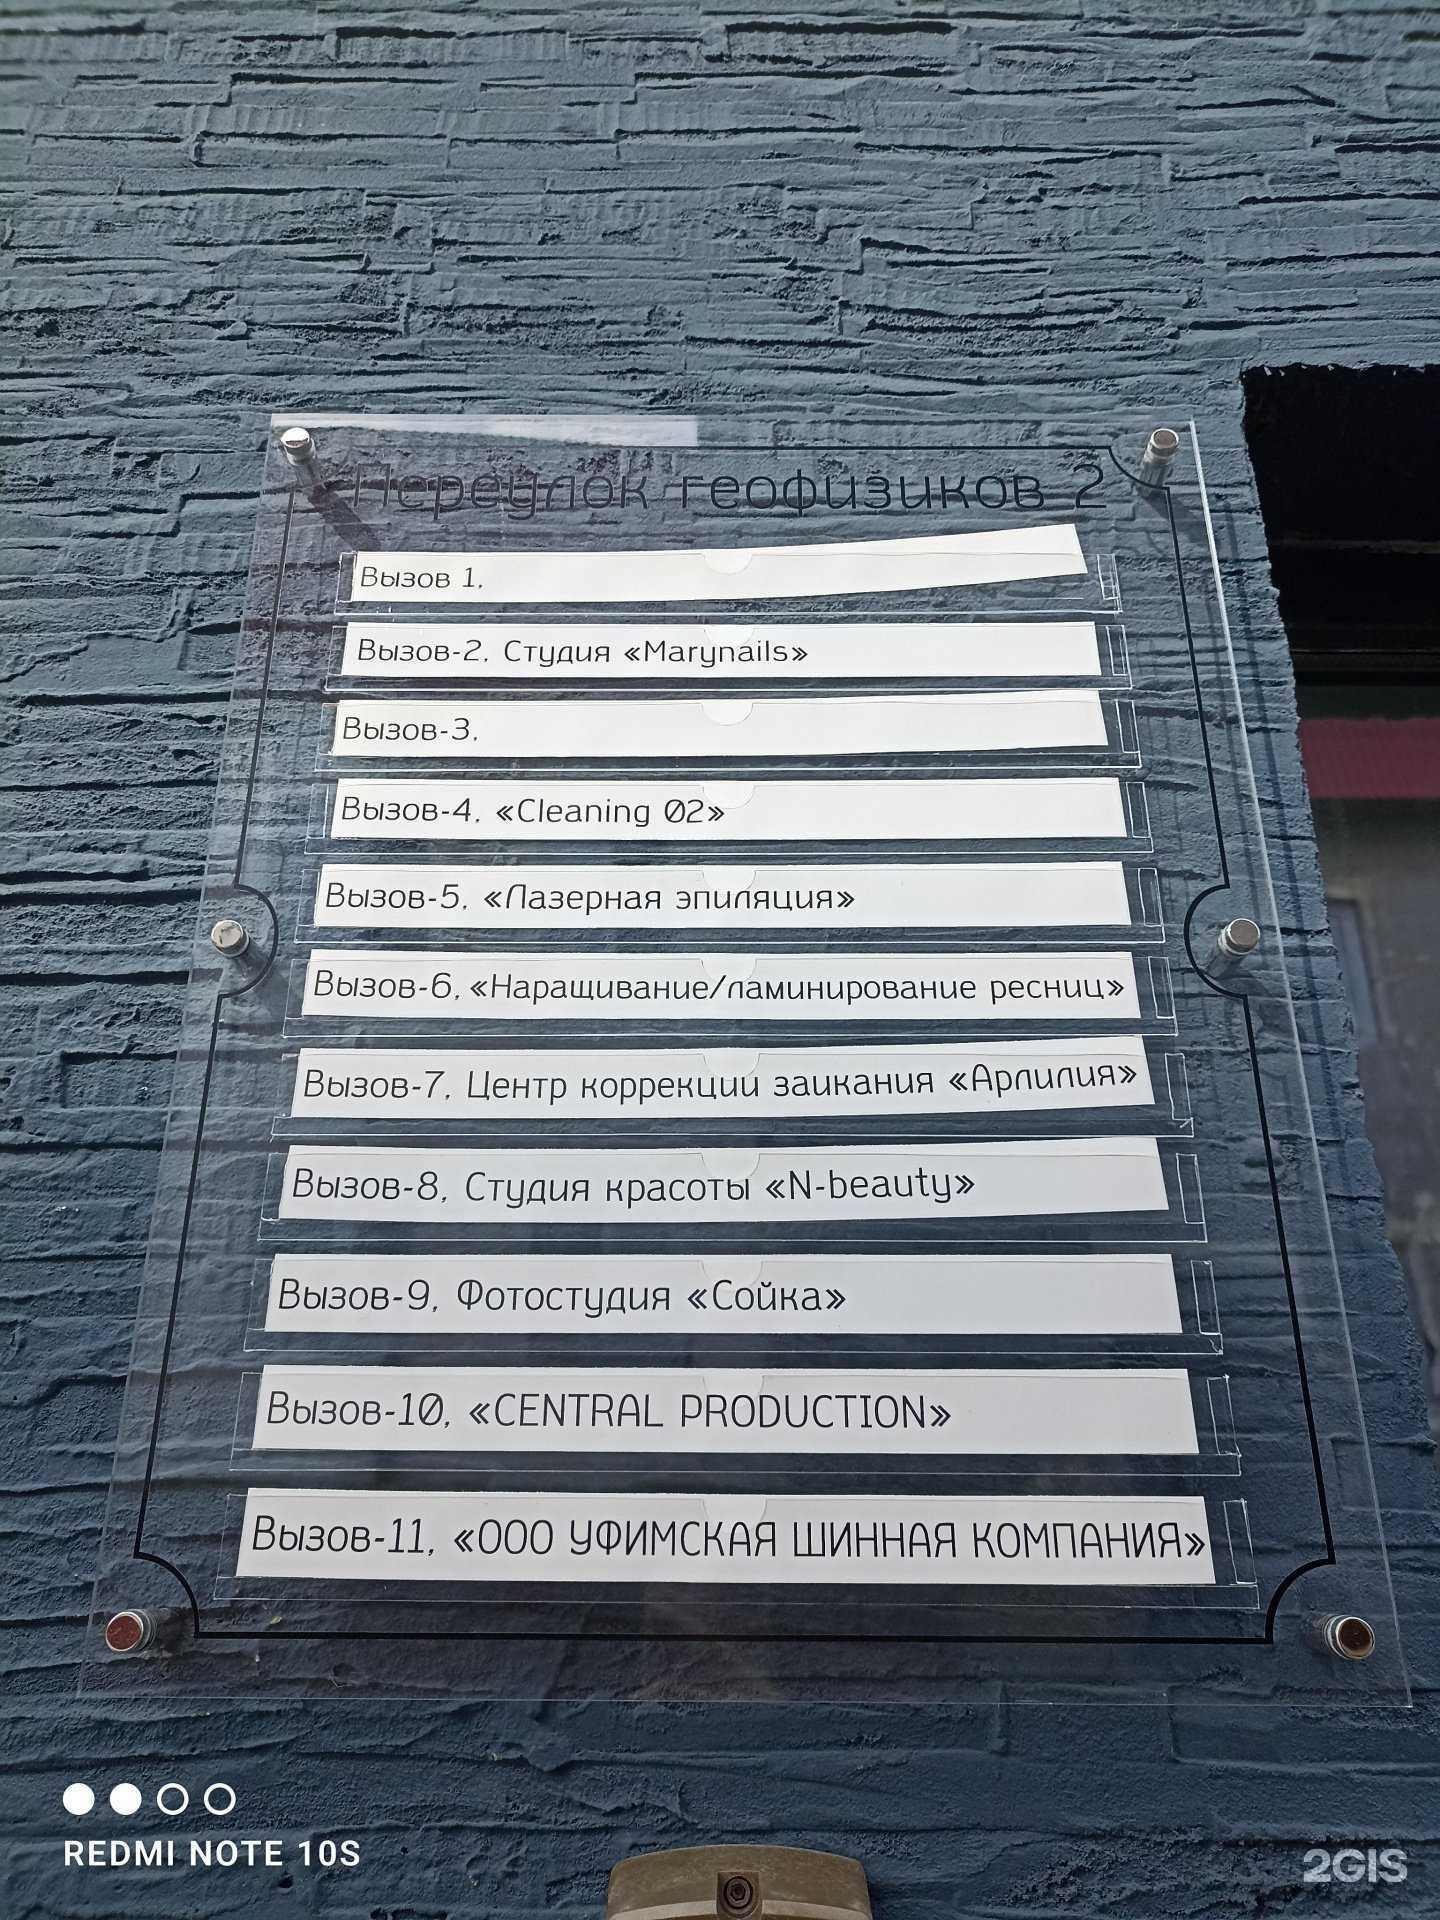 Переулок геофизиков 2
Вызов 1,
Вызов-2, Студия «Marynails»
Вызов-3,
Вызов-4, «Cleaning 02»
Вызов-5, «Лазерная эпиляция»
Вызов-6, «Наращивание/ламинирование ресниц»
Вызов-7, Центр коррекции заикания «Арлилия»
Вызов-8, Студия красоты «N-beauty»
Вызов-9, Фотостудия «Сойка»
Вызов-10, «CENTRAL PRODUCTION»
Вызов-11, «ООО УФИМСКАЯ ШИННАЯ КОМПАНИЯ»
REDMI NOTE 10S
2GIS